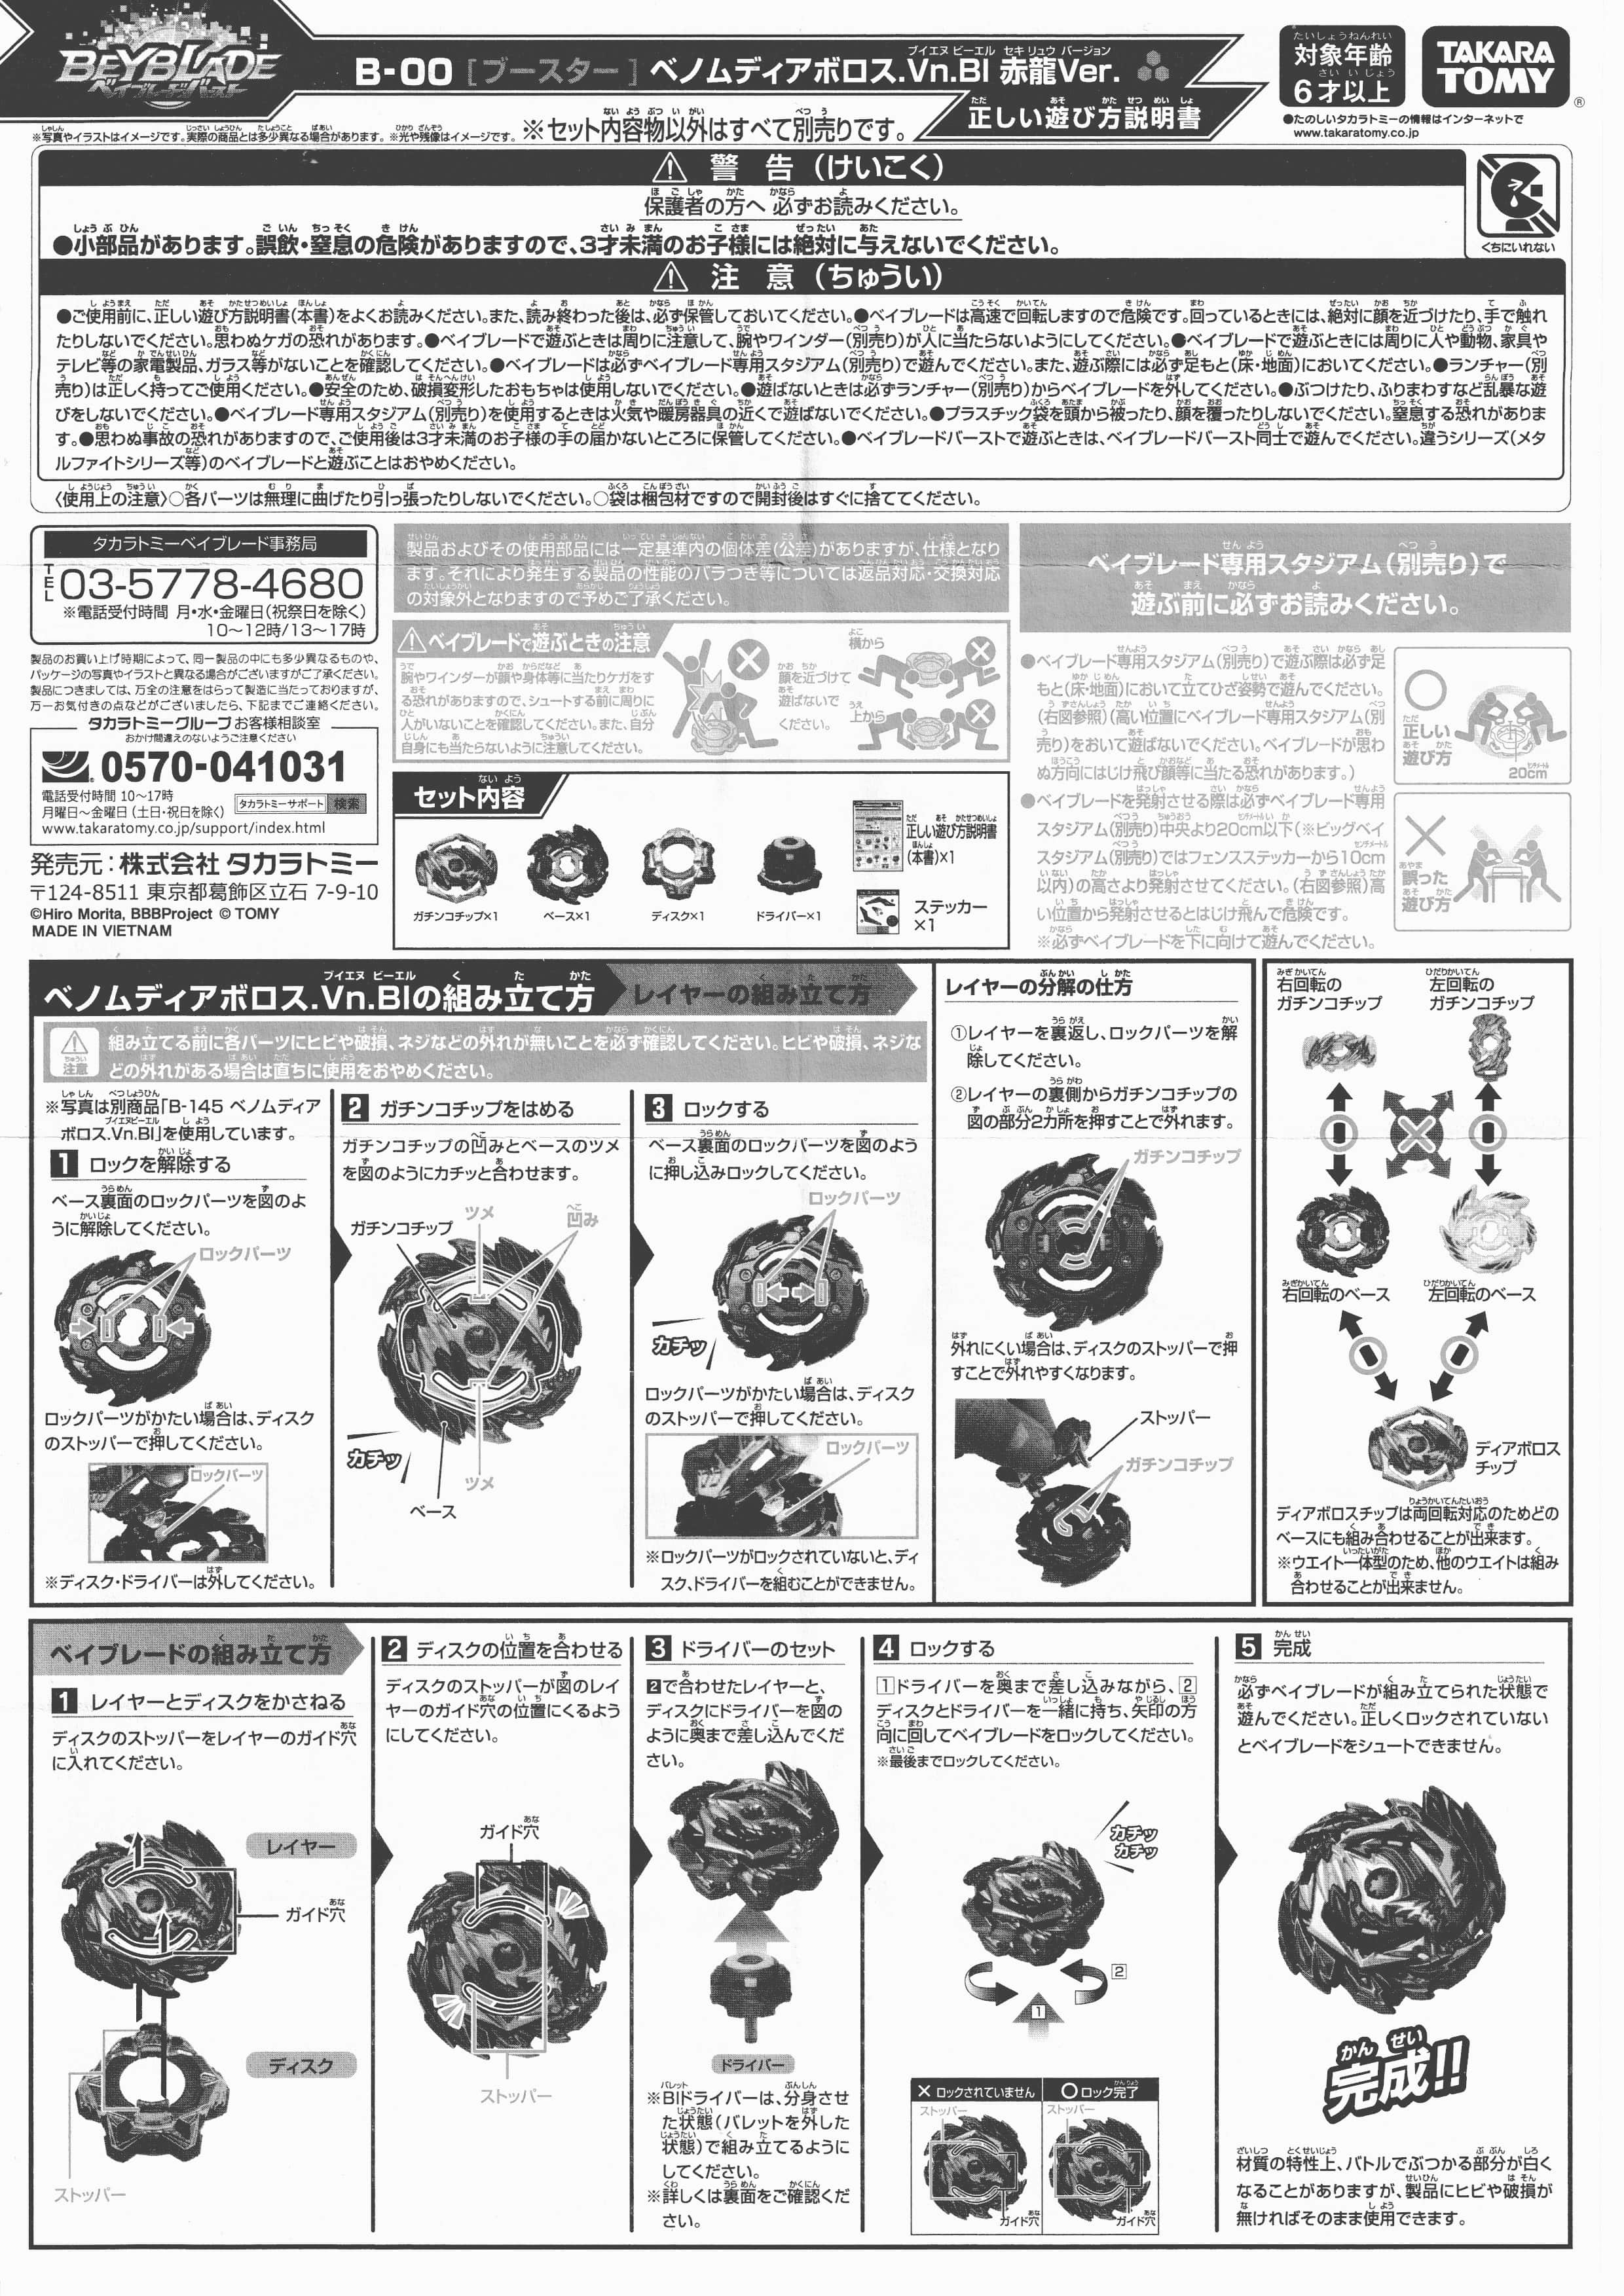 BEYBLADE
ベイブレードバースト
B-00 [ブースター] ベノムディアボロス.Vn.Bl 赤龍Ver.
正しい遊び方説明書
対象年齢
6才以上
TAKARA
TOMY
®
●たのしいタカラトミーの情報はインターネットで
www.takaratomy.co.jp
※写真やイラストはイメージです。実際の商品とは多少異なる場合があります。※光や残像はイメージです。
※セット内容物以外はすべて別売りです。
警 告 (けいこく)
保護者の方へ 必ずお読みください。
●小部品があります。誤飲・窒息の危険がありますので、3才未満のお子様には絶対に与えないでください。
くちにいれない
注 意 (ちゅうい)
●ご使用前に、正しい遊び方説明書(本書)をよくお読みください。また、読み終わった後は、必ず保管しておいてください。●ベイブレードは高速で回転しますので危険です。回っているときには、絶対に顔を近づけたり、手で触れ
たりしないでください。思わぬケガの恐れがあります。●ベイブレードで遊ぶときは周りに注意して、腕やワインダー(別売り)が人に当たらないようにしてください。●ベイブレードで遊ぶときには周りに人や動物、家具や
テレビ等の家電製品、ガラス等がないことを確認してください。●ベイブレードは必ずベイブレード専用スタジアム(別売り)で遊んでください。また、遊ぶ際には必ず足もと(床・地面)においてください。●ランチャー(別
売り)は正しく持ってご使用ください。●安全のため、破損変形したおもちゃは使用しないでください。●遊ばないときは必ずランチャー(別売り)からベイブレードを外してください。●ぶつけたり、ふりまわすなど乱暴な遊
びをしないでください。●ベイブレード専用スタジアム(別売り)を使用するときは火気や暖房器具の近くで遊ばないでください。●プラスチック袋を頭から被ったり、顔を覆ったりしないでください。窒息する恐れがありま
す。●思わぬ事故の恐れがありますので、ご使用後は3才未満のお子様の手の届かないところに保管してください。●ベイブレードバーストで遊ぶときは、ベイブレードバースト同士で遊んでください。違うシリーズ(メタ
ルファイトシリーズ等)のベイブレードと遊ぶことはおやめください。
〈使用上の注意〉○各パーツは無理に曲げたり引っ張ったりしないでください。○袋は梱包材ですので開封後はすぐに捨ててください。
タカラトミーベイブレード事務局
TEL 03-5778-4680
※電話受付時間 月・水・金曜日(祝祭日を除く)
10〜12時/13〜17時
製品のお買い上げ時期によって、同一製品の中にも多少異なるものや、
パッケージの写真やイラストと異なる場合がございますがご了承ください。
製品につきましては、万全の注意をはらって製造に当たっておりますが、
万一お気付きの点などがございましたら、下記までご連絡ください。
タカラトミーグループお客様相談室
おかけ間違えのないようご注意ください
0570-041031
電話受付時間 10〜17時
月曜日〜金曜日 (土日・祝日を除く)
タカラトミーサポート 検索
www.takaratomy.co.jp/support/index.html
発売元:株式会社 タカラトミー
〒124-8511 東京都葛飾区立石 7-9-10
©Hiro Morita, BBBProject © TOMY
MADE IN VIETNAM
製品およびその使用部品には一定基準内の個体差(公差)がありますが、仕様となり
ます。それにより発生する製品の性能のバラつき等については返品対応・交換対応
の対象外となりますので予めご了承ください。
ベイブレードで遊ぶときの注意
腕やワインダーが顔や身体等に当たりケガをす
る恐れがありますので、シュートする前に周りに
人がいないことを確認してください。また、自分
自身にも当たらないように注意してください。
顔を近づけて
遊ばないで
ください。
横から
上から
セット内容
ガチンコチップ×1
ベース×1
ディスク×1
ドライバー×1
正しい遊び方説明書
(本書)×1
ステッカー
×1
ベイブレード専用スタジアム(別売り)で
遊ぶ前に必ずお読みください。
●ベイブレード専用スタジアム(別売り)で遊ぶ際は必ず足
もと(床・地面)において立てひざ姿勢で遊んでください。
(右図参照)(高い位置にベイブレード専用スタジアム(別
売り)をおいて遊ばないでください。ベイブレードが思わ
ぬ方向にはじけ飛び顔等に当たる恐れがあります。)
●ベイブレードを発射させる際は必ずベイブレード専用
スタジアム(別売り)中央より20cm以下(※ビッグベイ
スタジアム(別売り)ではフェンスステッカーから10cm
以内)の高さより発射させてください。(右図参照)高
い位置から発射させるとはじけ飛んで危険です。
※必ずベイブレードを下に向けて遊んでください。
正しい
遊び方
20cm
誤った
遊び方
ベノムディアボロス.Vn.Blの組み立て方
レイヤーの組み立て方
注意
組み立てる前に各パーツにヒビや破損、ネジなどの外れが無いことを必ず確認してください。ヒビや破損、ネジな
どの外れがある場合は直ちに使用をおやめください。
※写真は別商品「B-145 ベノムディア
ボロス.Vn.Bl」を使用しています。
1 ロックを解除する
ベース裏面のロックパーツを図のよ
うに解除してください。
ロックパーツ
ロックパーツがかたい場合は、ディスク
のストッパーで押してください。
ロックパーツ
※ディスク・ドライバーは外してください。
2 ガチンコチップをはめる
ガチンコチップの凹みとベースのツメ
を図のようにカチッと合わせます。
ガチンコチップ
ツメ
凹み
カチッ
ツメ
ベース
3 ロックする
ベース裏面のロックパーツを図のよう
に押し込みロックしてください。
ロックパーツ
カチッ
ロックパーツがかたい場合は、ディスク
のストッパーで押してください。
ロックパーツ
※ロックパーツがロックされていないと、ディ
スク、ドライバーを組むことができません。
レイヤーの分解の仕方
①レイヤーを裏返し、ロックパーツを解
除してください。
②レイヤーの裏側からガチンコチップの
図の部分2カ所を押すことで外れます。
ガチンコチップ
外れにくい場合は、ディスクのストッパーで押
すことで外れやすくなります。
ストッパー
ガチンコチップ
右回転の
ガチンコチップ
左回転の
ガチンコチップ
右回転のベース
左回転のベース
ディアボロス
チップ
ディアボロスチップは両回転対応のためどの
ベースにも組み合わせることが出来ます。
※ウエイト一体型のため、他のウエイトは組み
合わせることが出来ません。
ベイブレードの組み立て方
1 レイヤーとディスクをかさねる
ディスクのストッパーをレイヤーのガイド穴
に入れてください。
レイヤー
ガイド穴
ディスク
ストッパー
2 ディスクの位置を合わせる
ディスクのストッパーが図のレイ
ヤーのガイド穴の位置にくるよう
にしてください。
ガイド穴
ストッパー
3 ドライバーのセット
2で合わせたレイヤーと、
ディスクにドライバーを図の
ように奥まで差し込んでくだ
さい。
ドライバー
※Blドライバーは、分身させ
た状態(バレットを外した
状態)で組み立てるように
してください。
※詳しくは裏面をご確認くだ
さい。
4 ロックする
1ドライバーを奥まで差し込みながら、2
ディスクとドライバーを一緒に持ち、矢印の方
向に回してベイブレードをロックしてください。
※最後までロックしてください。
カチッ
カチッ
2
1
×ロックされていません
○ロック完了
ストッパー
ストッパー
ガイド穴
ガイド穴
5 完成
必ずベイブレードが組み立てられた状態で
遊んでください。正しくロックされていない
とベイブレードをシュートできません。
完成!!
材質の特性上、バトルでぶつかる部分が白く
なることがありますが、製品にヒビや破損が
無ければそのまま使用できます。